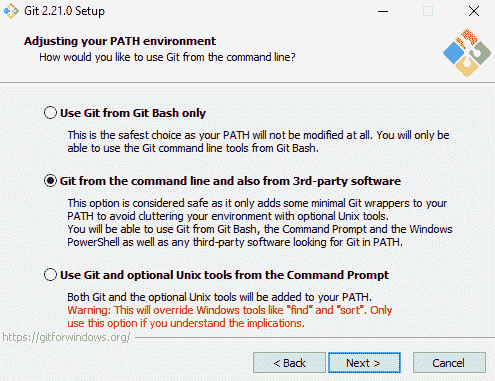 Git 2.21.0 Setup
Adjusting your PATH environment
How would you like to use Git from the command line?
Use Git from Git Bash only
This is the safest choice as your PATH will not be modified at all. You will only be
able to use the Git command line tools from Git Bash.
Git from the command line and also from 3rd-party software
This option is considered safe as it only adds some minimal Git wrappers to your
PATH to avoid cluttering your environment with optional Unix tools.
You will be able to use Git from Git Bash, the Command Prompt and the Windows
PowerShell as well as any third-party software looking for Git in PATH.
Use Git and optional Unix tools from the Command Prompt
Both Git and the optional Unix tools will be added to your PATH.
Warning: This will override Windows tools like "find" and "sort". Only
use this option if you understand the implications.
https://gitforwindows.org/
< Back Next > Cancel